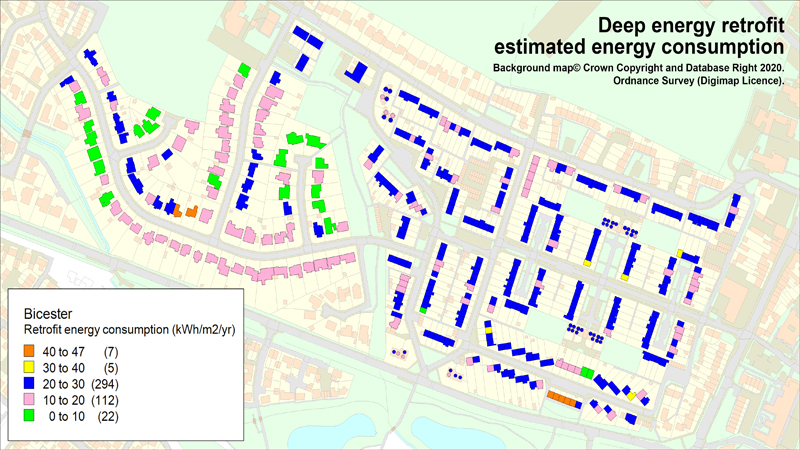 Deep energy retrofit
estimated energy consumption
Background map© Crown Copyright and Database Right 2020.
Ordnance Survey (Digimap Licence).
Bicester
Retrofit energy consumption (kWh/m2/yr)
40 to 47 (7)
30 to 40 (5)
20 to 30 (294)
10 to 20 (112)
0 to 10 (22)